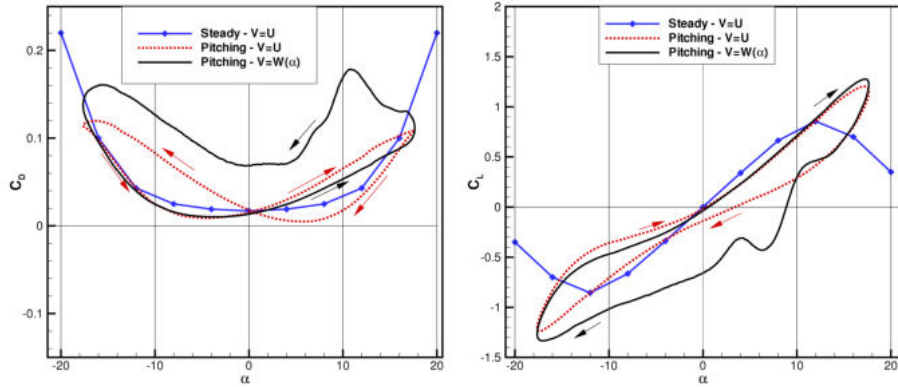 Steady - V=U
Pitching - V=U
Pitching - V=W(α)
C_D
0.2
0.1
0
-0.1
-20
-10
0
10
20
α
Steady - V=U
Pitching - V=U
Pitching - V=W(α)
C_L
2
1.5
1
0.5
0
-0.5
-1
-1.5
-20
-10
0
10
20
α